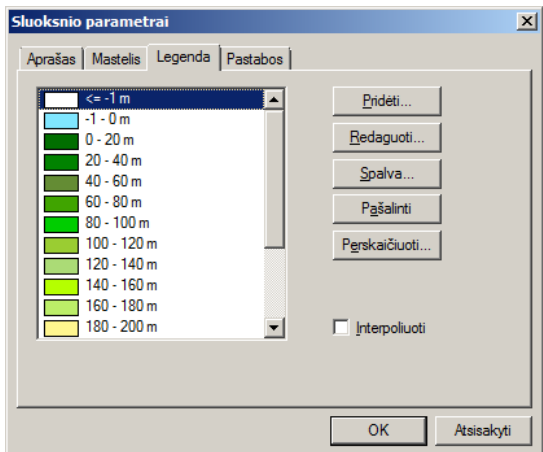 Sluoksnio parametrai
Aprašas Mastelis Legenda Pastabos
<= -1 m
-1 - 0 m
0 - 20 m
20 - 40 m
40 - 60 m
60 - 80 m
80 - 100 m
100 - 120 m
120 - 140 m
140 - 160 m
160 - 180 m
180 - 200 m
Pridėti...
Redaguoti...
Spalva...
Pašalinti
Perskaičiuoti...
Interpoliuoti
OK Atsisakyti